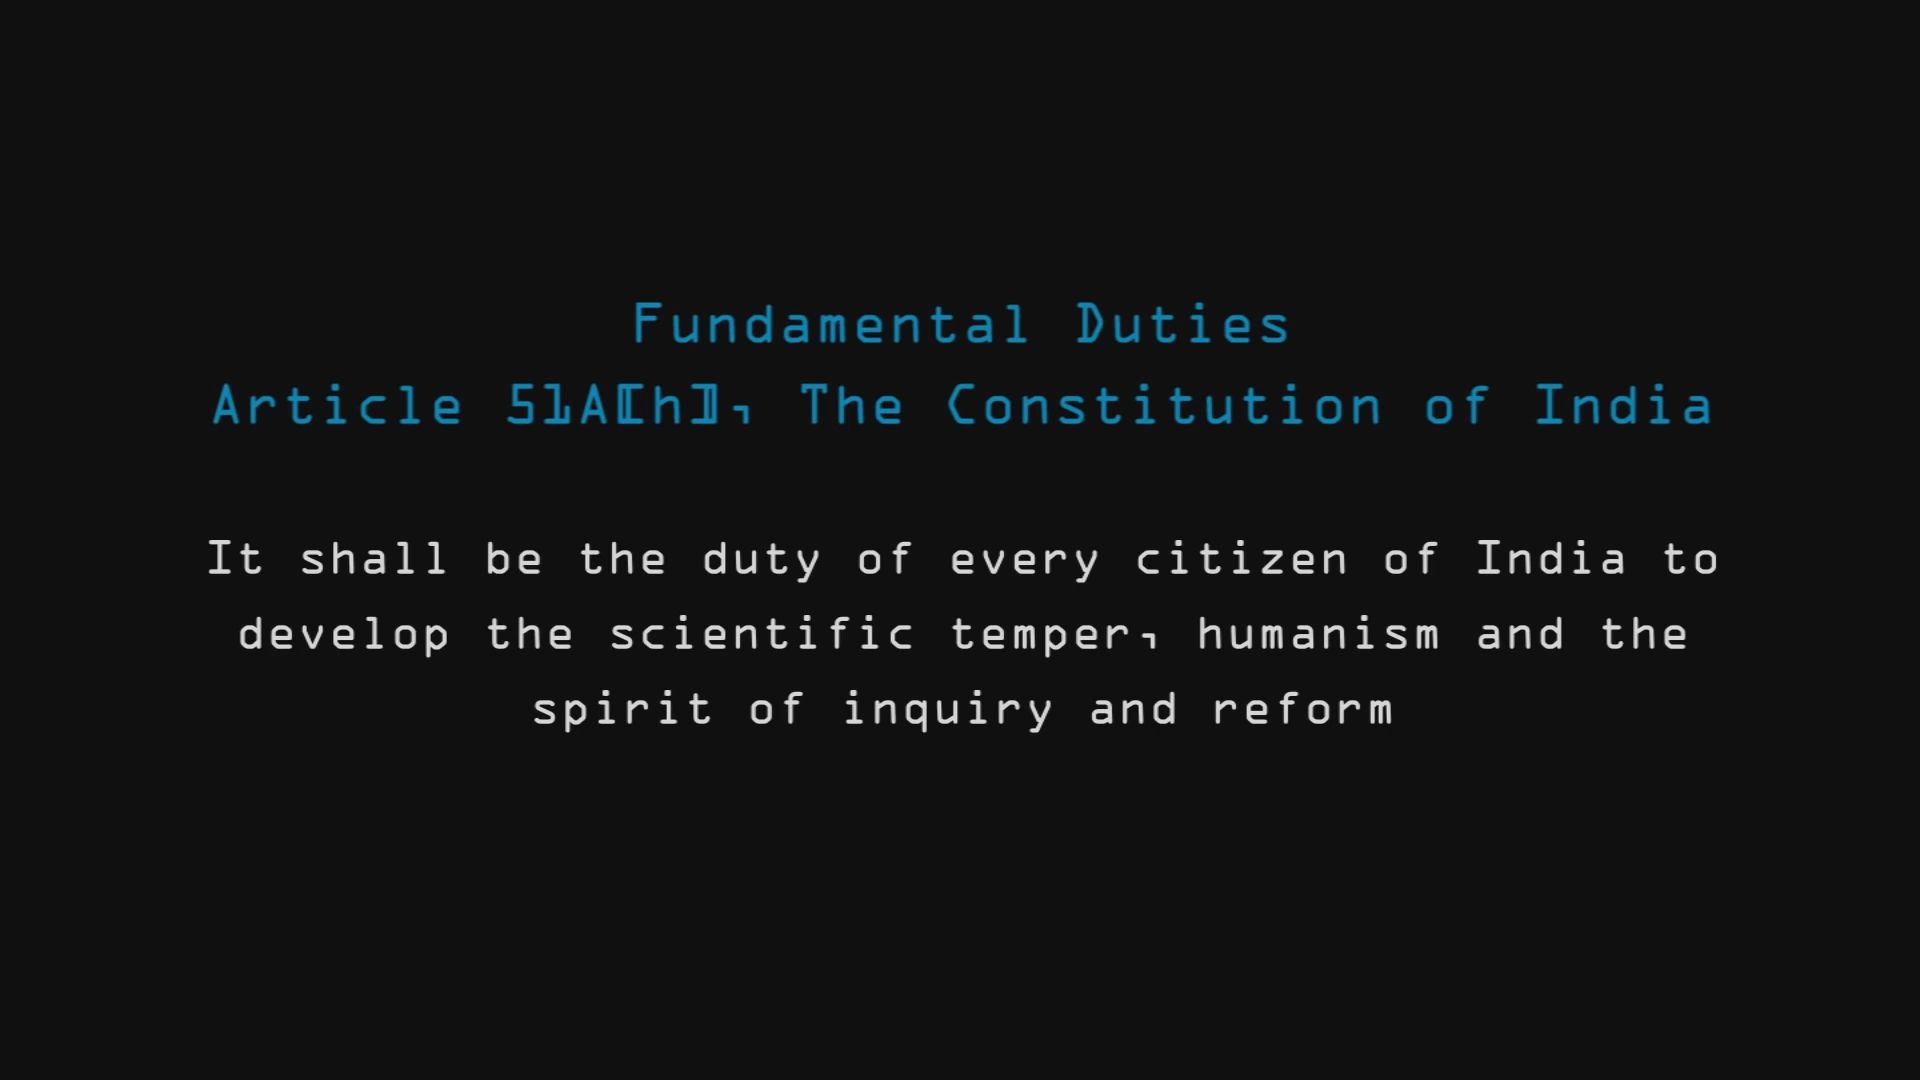 Fundamental Duties
Article 51A[h], The Constitution of India
It shall be the duty of every citizen of India to
develop the scientific temper, humanism and the
spirit of inquiry and reform